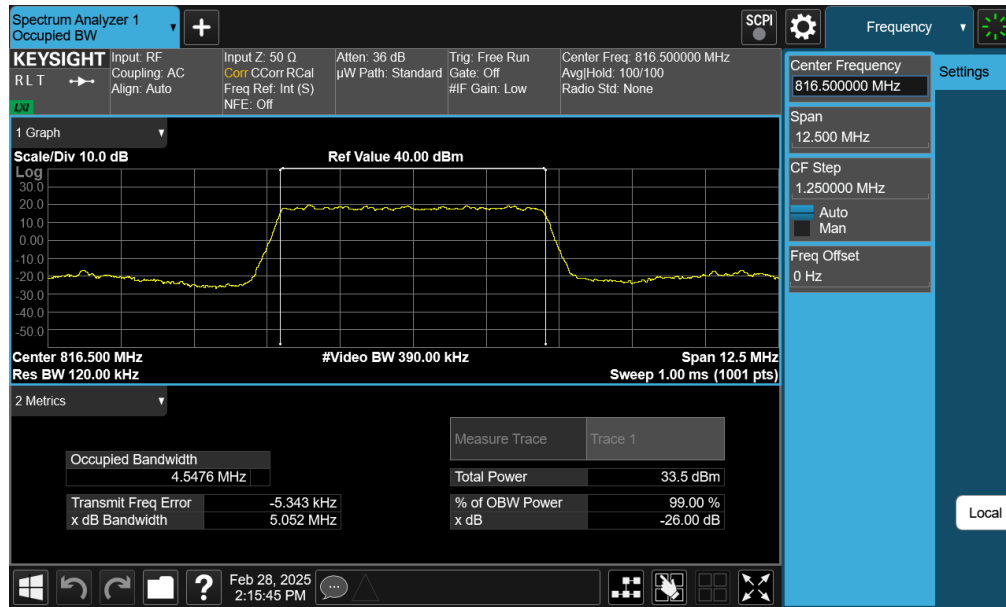 Spectrum Analyzer 1
Occupied BW
+
SCPI
Frequency
KEYSIGHT
RLT
LXI
Input: RF
Coupling: AC
Align: Auto
Input Z: 50 Ω
Corr CCorr RCal
Freq Ref: Int (S)
NFE: Off
Atten: 36 dB
µW Path: Standard
Trig: Free Run
Gate: Off
#IF Gain: Low
Center Freq: 816.500000 MHz
Avg|Hold: 100/100
Radio Std: None
Center Frequency
816.500000 MHz
Settings
Span
12.500 MHz
CF Step
1.250000 MHz
Auto
Man
Freq Offset
0 Hz
1 Graph
Scale/Div 10.0 dB
Ref Value 40.00 dBm
Log
30.0
20.0
10.0
0.00
-10.0
-20.0
-30.0
-40.0
-50.0
Center 816.500 MHz
#Video BW 390.00 kHz
Span 12.5 MHz
Res BW 120.00 kHz
Sweep 1.00 ms (1001 pts)
2 Metrics
Measure Trace
Trace 1
Occupied Bandwidth
4.5476 MHz
Total Power
33.5 dBm
Transmit Freq Error
-5.343 kHz
% of OBW Power
99.00 %
x dB Bandwidth
5.052 MHz
x dB
-26.00 dB
Local
?
Feb 28, 2025
2:15:45 PM